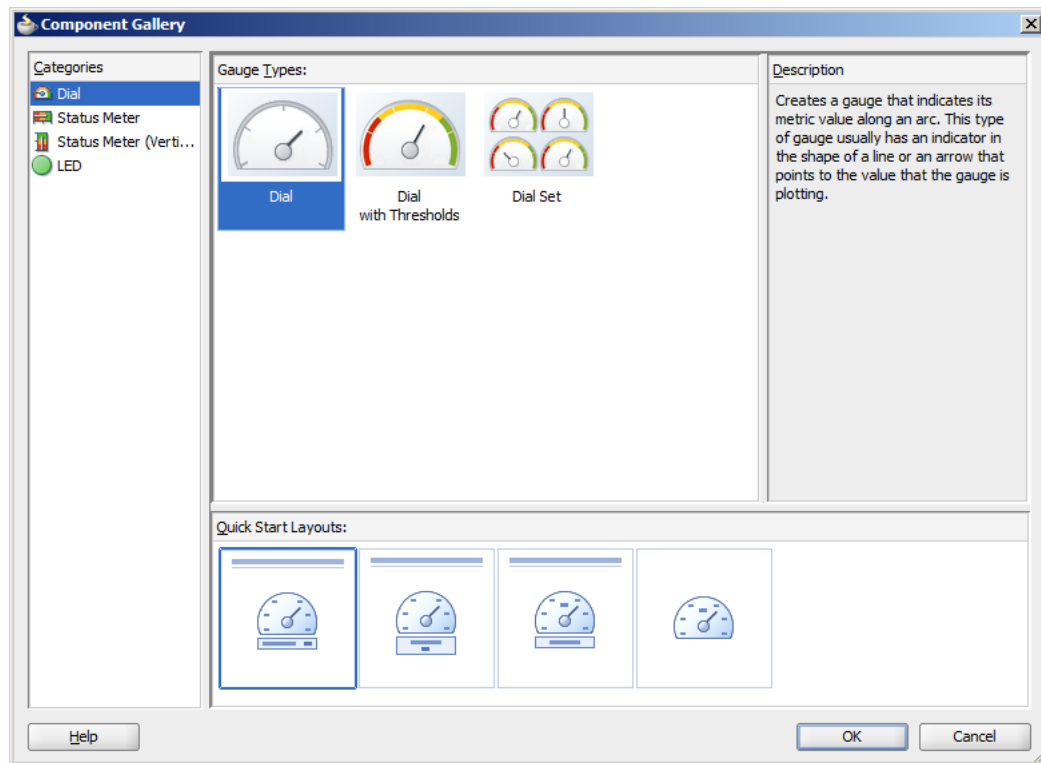 Component Gallery
Categories
Dial
Status Meter
Status Meter (Verti...
LED
Gauge Types:
Dial
Dial
with Thresholds
Dial Set
Description
Creates a gauge that indicates its
metric value along an arc. This type
of gauge usually has an indicator in
the shape of a line or an arrow that
points to the value that the gauge is
plotting.
Quick Start Layouts:
Help
OK
Cancel